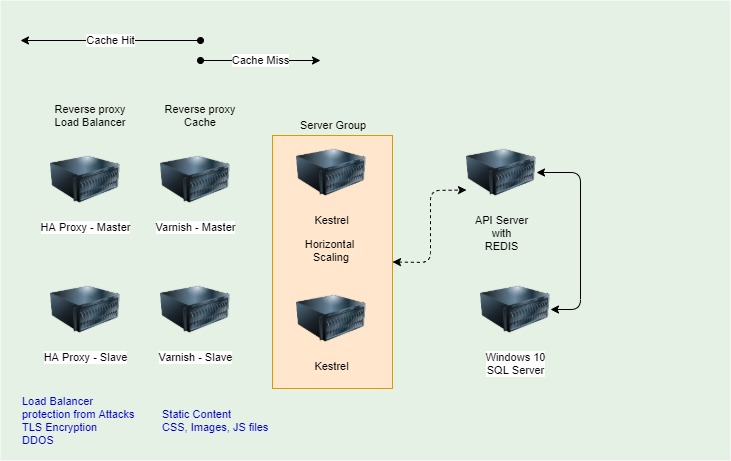 Cache Hit
Cache Miss
Reverse proxy
Load Balancer
Reverse proxy
Cache
Server Group
HA Proxy - Master
Varnish - Master
Kestrel
Horizontal
Scaling
API Server
with
REDIS
HA Proxy - Slave
Varnish - Slave
Kestrel
Windows 10
SQL Server
Load Balancer
protection from Attacks
TLS Encryption
DDOS
Static Content
CSS, Images, JS files